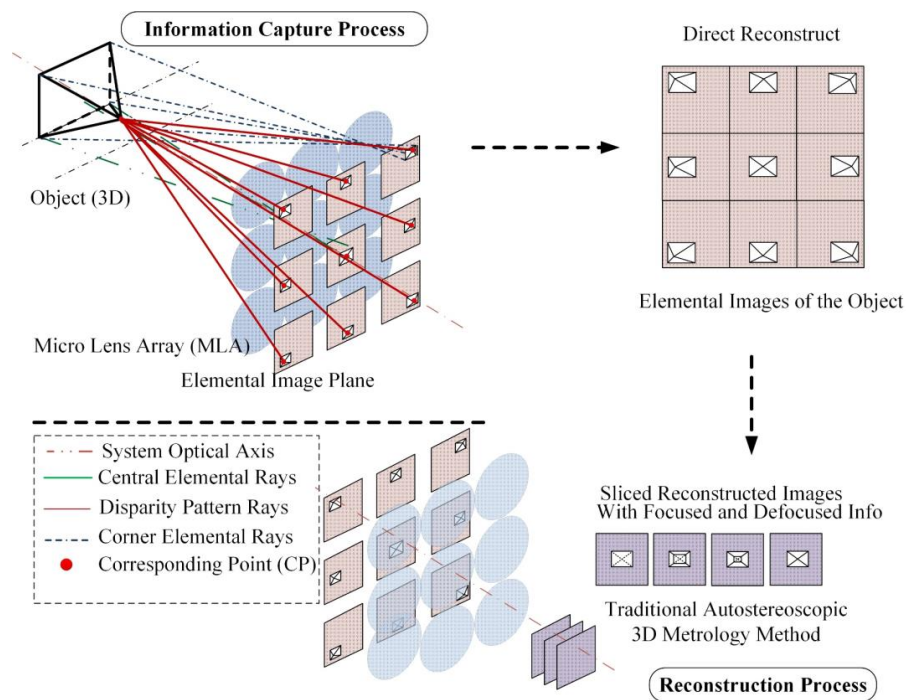 Information Capture Process
Direct Reconstruct
Object (3D)
Micro Lens Array (MLA)
Elemental Image Plane
Elemental Images of the Object
System Optical Axis
Central Elemental Rays
Disparity Pattern Rays
Corner Elemental Rays
Corresponding Point (CP)
Sliced Reconstructed Images
With Focused and Defocused Info
Traditional Autostereoscopic
3D Metrology Method
Reconstruction Process